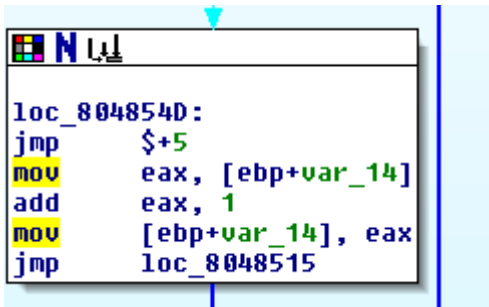 loc_804854D:
jmp $+5
mov eax, [ebp+var_14]
add eax, 1
mov [ebp+var_14], eax
jmp loc_8048515